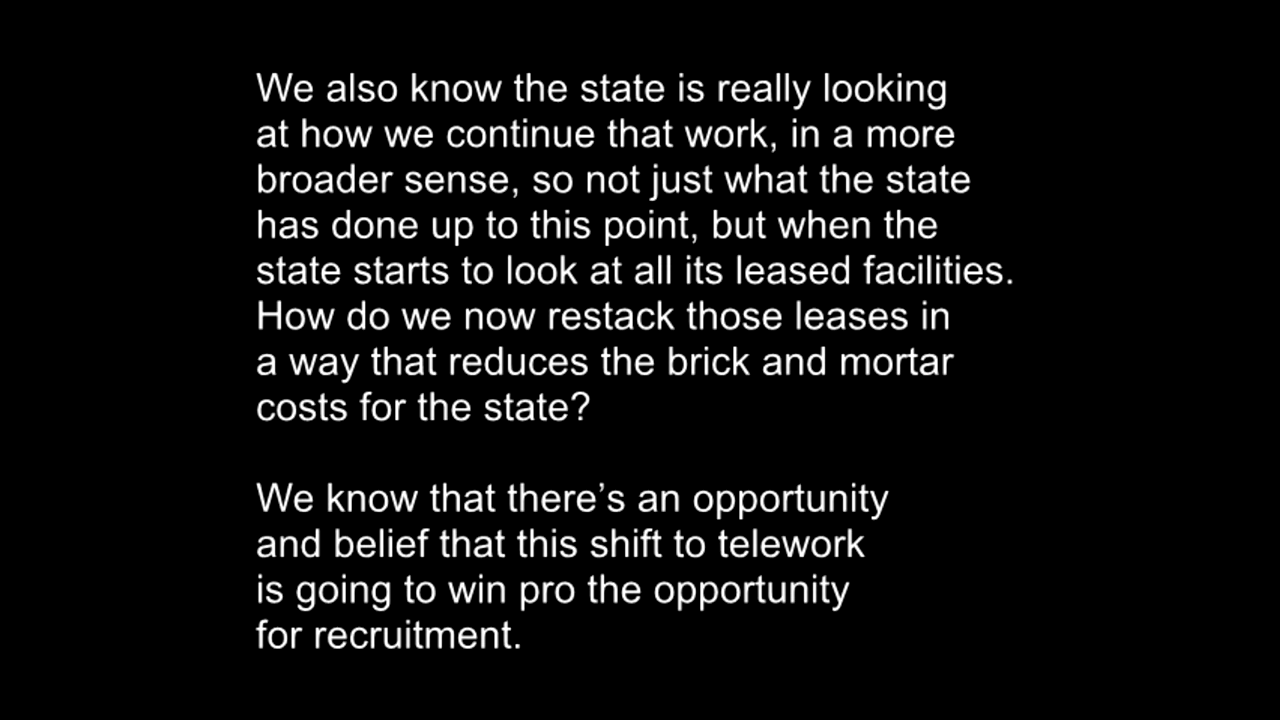 We also know the state is really looking
at how we continue that work, in a more
broader sense, so not just what the state
has done up to this point, but when the
state starts to look at all its leased facilities.
How do we now restack those leases in
a way that reduces the brick and mortar
costs for the state?
We know that there’s an opportunity
and belief that this shift to telework
is going to win pro the opportunity
for recruitment.